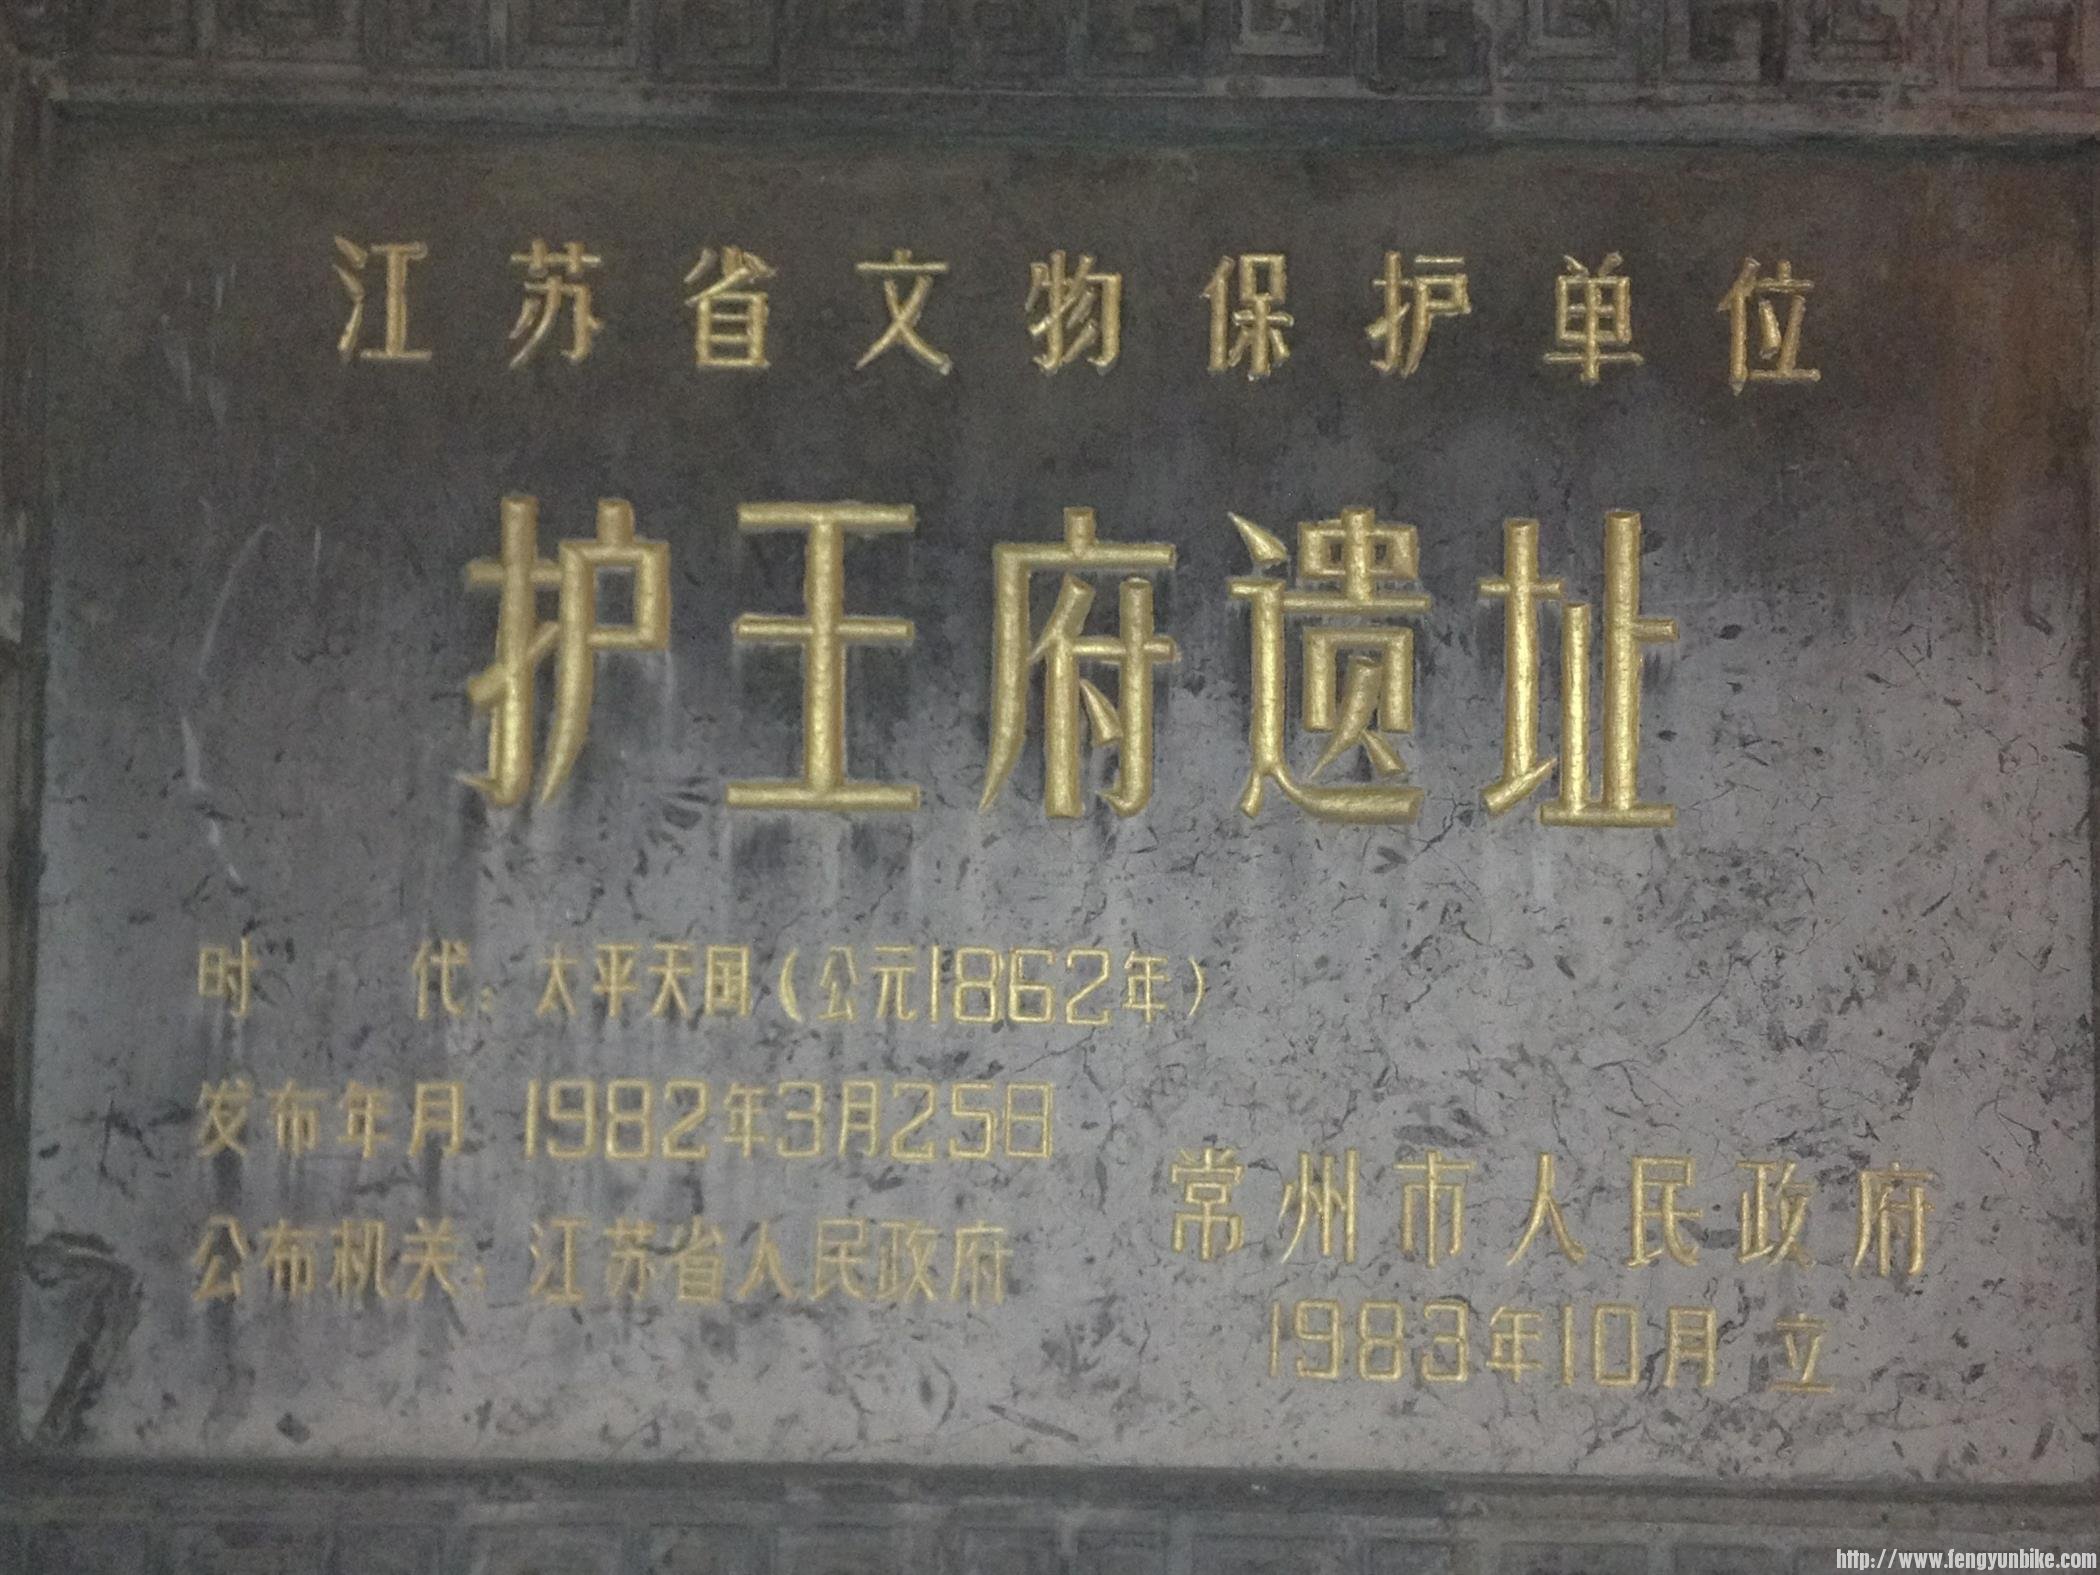 江苏省文物保护单位
护王府遗址
时 代：太平天国（公元1862年）
发布年月 1982年3月25日
公布机关：江苏省人民政府
常州市人民政府
1983年10月 立
http://www.fengyunbike.com